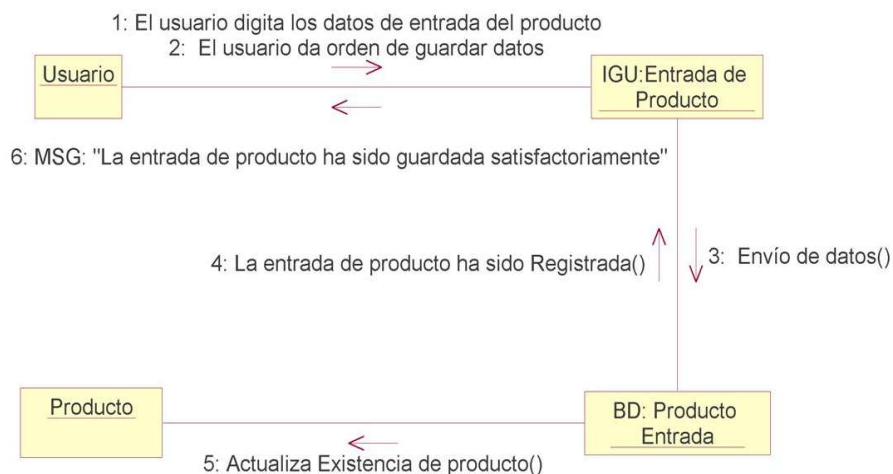 1: El usuario digita los datos de entrada del producto
2: El usuario da orden de guardar datos
Usuario
IGU:Entrada de
Producto
6: MSG: "La entrada de producto ha sido guardada satisfactoriamente"
4: La entrada de producto ha sido Registrada()
3: Envío de datos()
Producto
BD: Producto
Entrada
5: Actualiza Existencia de producto()